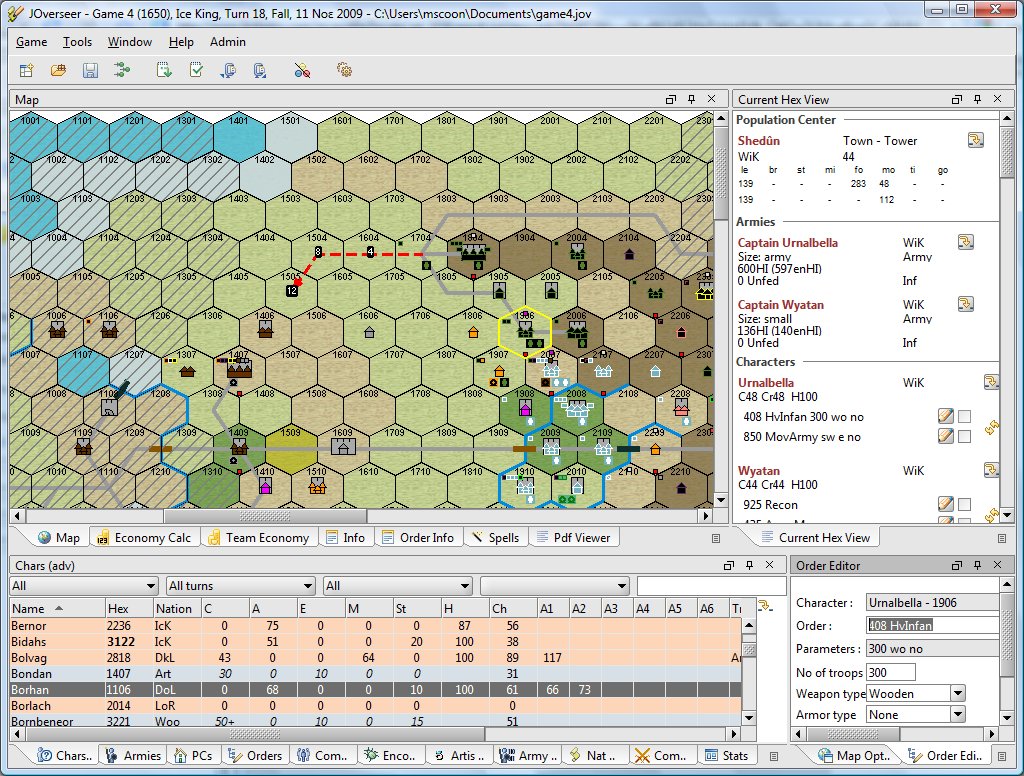 JOverseer - Game 4 (1650), Ice King, Turn 18, Fall, 11 Νοε 2009 - C:\Users\mscoon\Documents\game4.jov
Game Tools Window Help Admin
Map
1001 1101 1201 1301 1401 1501 1601 1701 1801 1901 2001 2101 2201
1002 1102 1202 1302 1402 1502 1602 1702 1802 1902 2002 2102 2202
1003 1103 1203 1303 1403 1503 1603 1703 1803 1903 2003 2103 2203
1104 1204 1304 1404 1504 1604 1704 1804 1904 2004 2104 2204
8 4
1005 1105 1205 1305 1405 1505 1605 1705 1805 1905 2005 2105 2205
12
1006 1106 1206 1306 1406 1506 1606 1706 1806 1906 2006 2106 2206
1007 1107 1207 1307 1407 1507 1607 1707 1807 1907 2007 2107 2207
1008 1108 1208 1308 1408 1508 1608 1708 1808 1908 2008 2108 2208
1009 1109 1209 1309 1409 1509 1609 1709 1809 1909 2009 2109 2209
1110 1210 1310 1410 1510 1610 1710 1810 1910 2010 2110 2210
Map Economy Calc Team Economy Info Order Info Spells Pdf Viewer
Current Hex View
Population Center
Shedûn Town - Tower
WiK 44
le br st mi fo mo ti go
139 - - - 283 48 - -
139 - - - - 112 - -
Armies
Captain Urnalbella WiK
Size: army Army
600HI (597enHI)
0 Unfed Inf
Captain Wyatan WiK
Size: small Army
136HI (140enHI)
0 Unfed Inf
Characters
Urnalbella WiK
C48 Cr48 H100
408 HvInfan 300 wo no
850 MovArmy sw e no
Wyatan WiK
C44 Cr44 H100
925 Recon
Current Hex View
Chars (adv)
All All turns All
Name Hex Nation C A E M St H Ch A1 A2 A3 A4 A5 A6
Bernor 2236 IcK 0 75 0 0 0 87 56
Bidahs 3122 IcK 0 51 0 0 20 100 38
Bolvag 2818 DkL 43 0 0 64 0 100 89 117
Bondan 1407 Art 30 0 10 0 0 31
Borhan 1106 DoL 0 68 0 0 10 100 61 66 73
Borlach 2014 LoR 0 0 0 0 0 0
Bornbeneor 3221 Woo 50+ 0 10 0 15 51
Chars.. Armies PCs Orders Com.. Enco.. Artis .. Army .. Nat .. Com.. Stats
Order Editor
Character : Urnalbella - 1906
Order : 408 HvInfan
Parameters : 300 wo no
No of troops 300
Weapon type Wooden
Armor type None
Map Opt.. Order Edi..